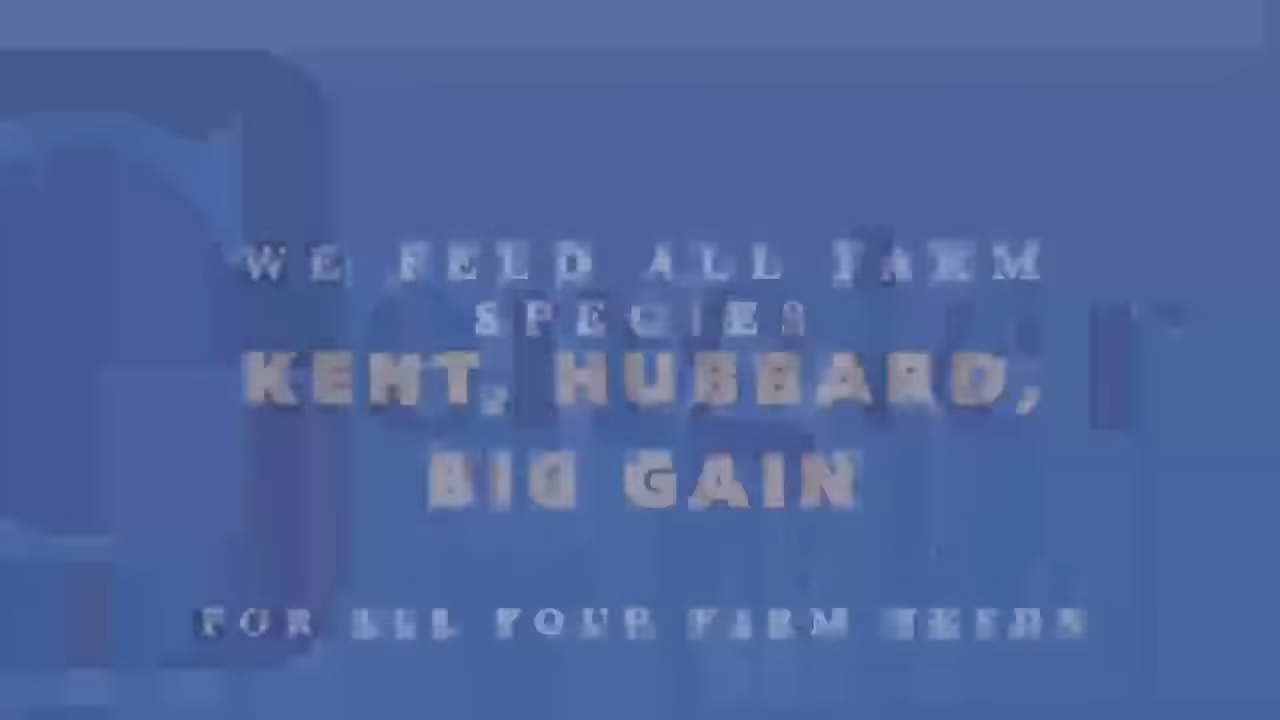 WE FEED ALL FARM
SPECIES
KENT, HUBBARD,
BIG GAIN
FOR ALL YOUR FARM NEEDS